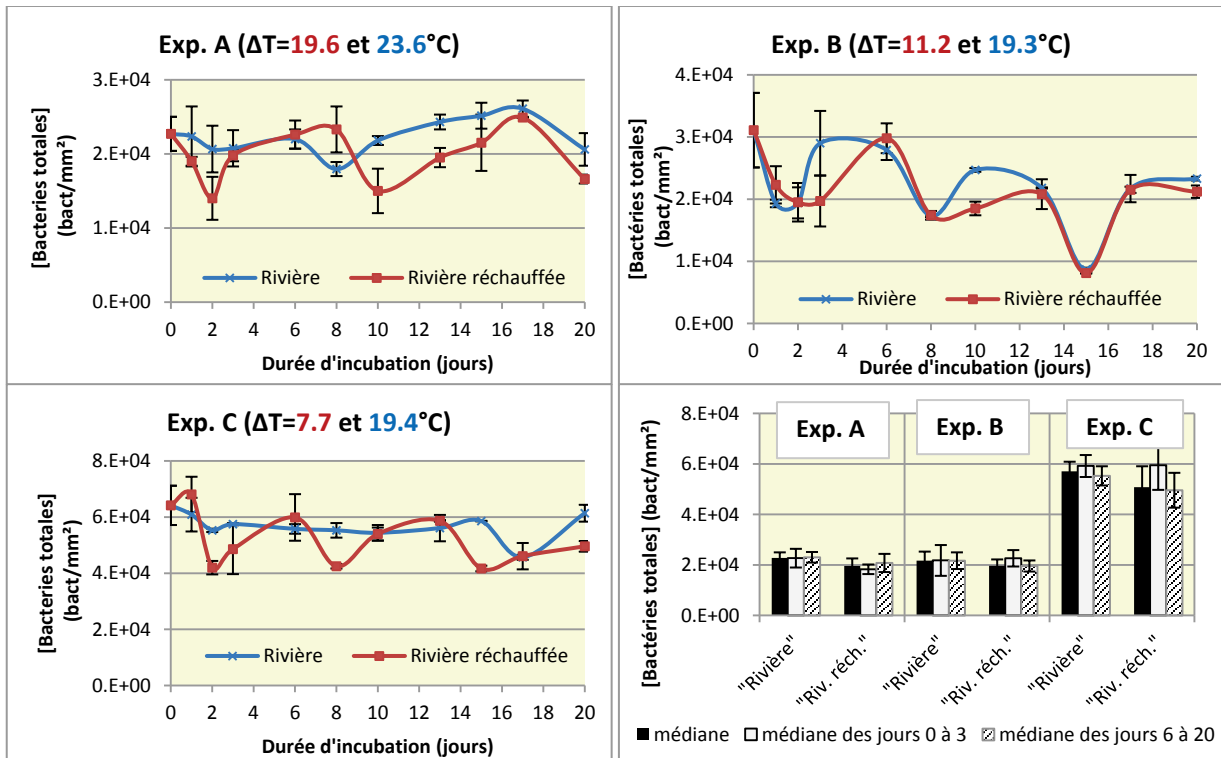 Exp. A (ΔT=19.6 et 23.6°C)
[Bacteries totales]
(bact/mm²)
3.E+04
2.E+04
1.E+04
0.E+00
Rivière
Rivière réchauffée
0 2 4 6 8 10 12 14 16 18 20
Durée d'incubation (jours)
Exp. B (ΔT=11.2 et 19.3°C)
[Bactéries totales]
(bact/mm²)
4.E+04
3.E+04
2.E+04
1.E+04
0.E+00
Rivière
Rivière réchauffée
0 2 4 6 8 10 12 14 16 18 20
Durée d'incubation (jours)
Exp. C (ΔT=7.7 et 19.4°C)
[Bactéries totales]
(bact/mm²)
8.E+04
6.E+04
4.E+04
2.E+04
0.E+00
Rivière
Rivière réchauffée
0 2 4 6 8 10 12 14 16 18 20
Durée d'incubation (jours)
[Bactéries totales] (bact/mm²)
8.E+04
6.E+04
4.E+04
2.E+04
0.E+00
Exp. A
Exp. B
Exp. C
"Rivière"
"Riv. réch."
"Rivière"
"Riv. réch."
"Rivière"
"Riv. réch."
médiane
médiane des jours 0 à 3
médiane des jours 6 à 20